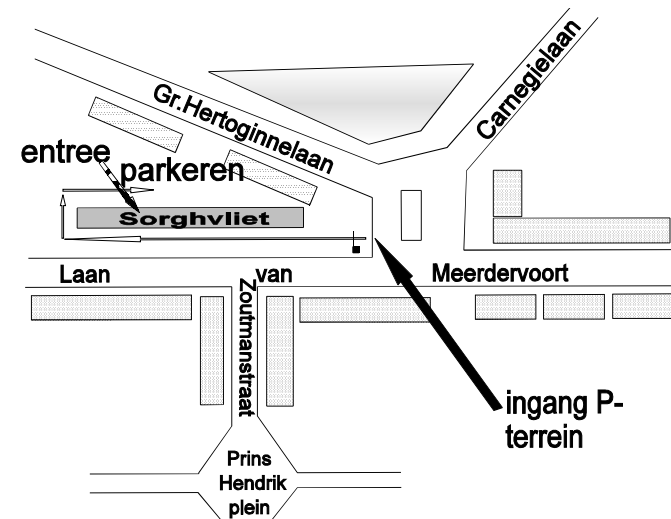 Gr.Hertoginnelaan
Carnegielaan
entree
parkeren
Sorghvliet
Laan van Meerdervoort
Zoutmanstraat
ingang P-
terrein
Prins
Hendrik
plein